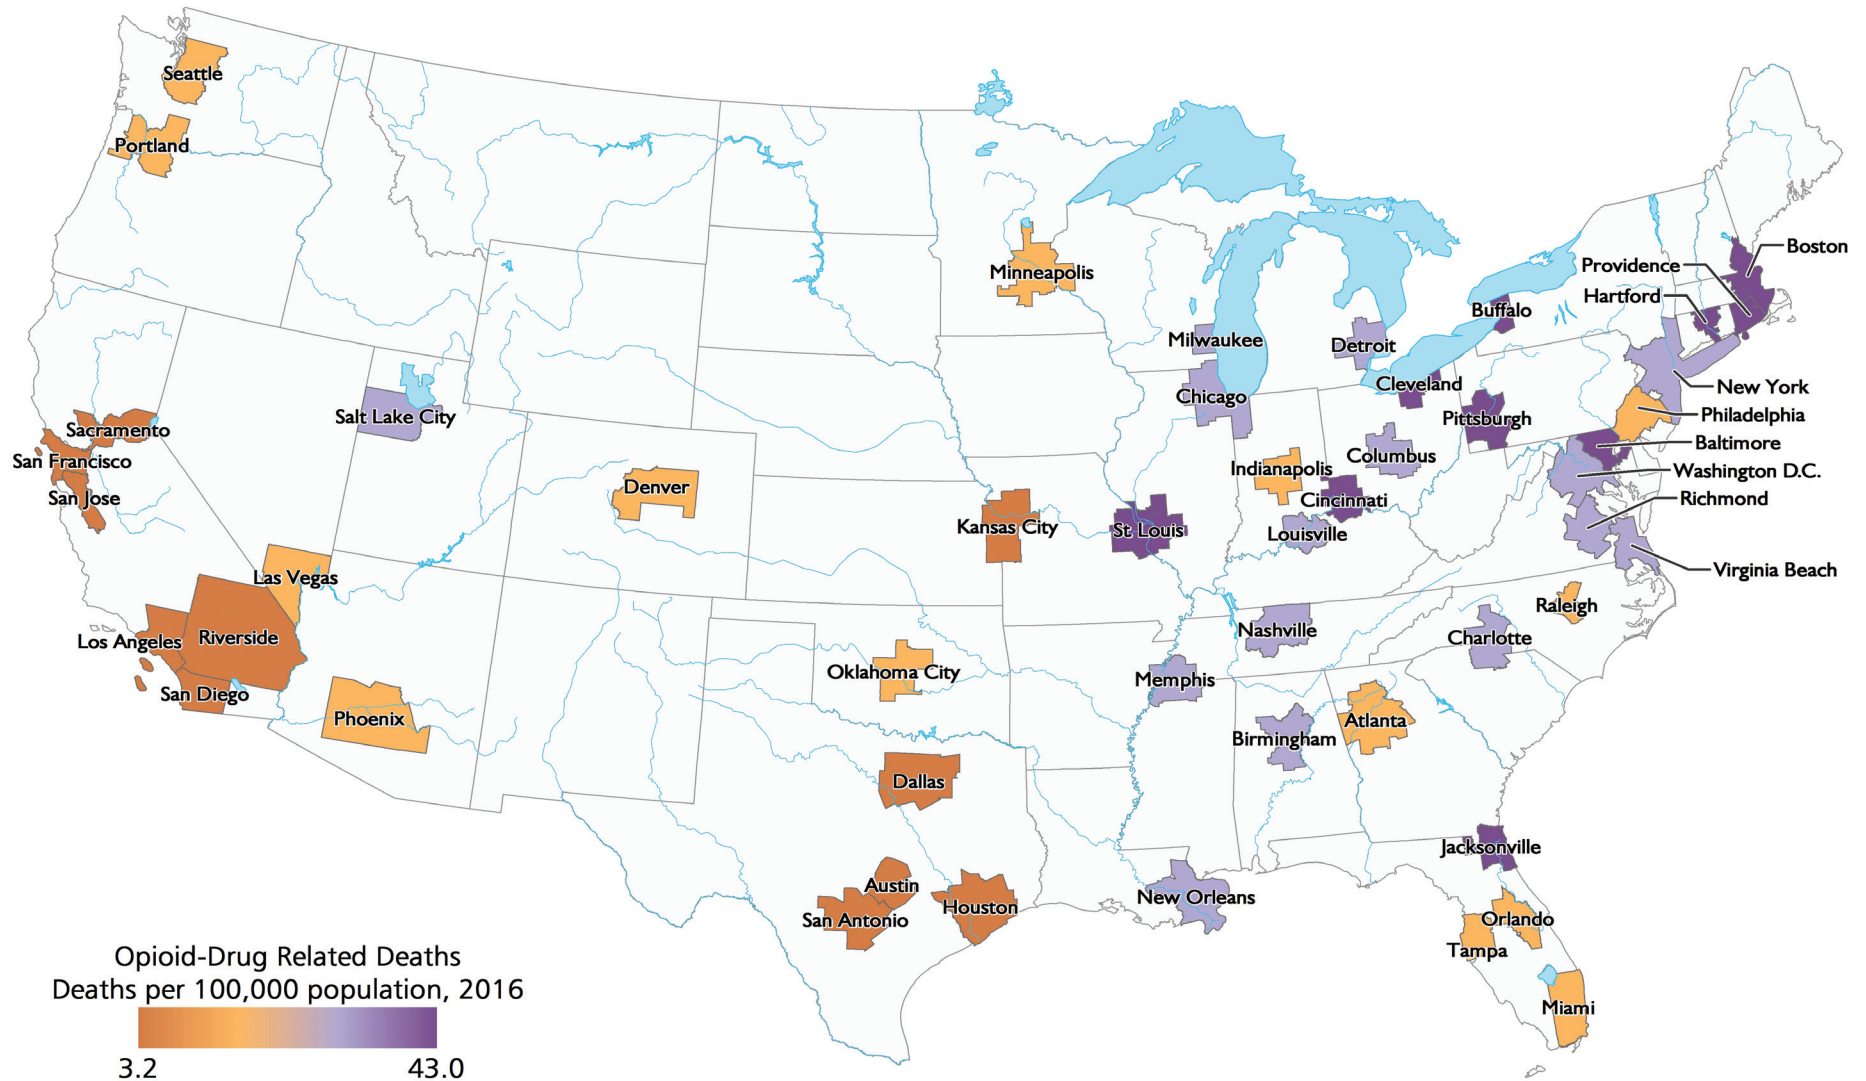 Seattle
Portland
Minneapolis
Boston
Providence
Hartford
Buffalo
Milwaukee
Detroit
Cleveland
New York
Chicago
Pittsburgh
Philadelphia
Salt Lake City
Sacramento
Baltimore
Columbus
San Francisco
Indianapolis
Washington D.C.
Denver
San Jose
Cincinnati
Richmond
Kansas City
St Louis
Louisville
Virginia Beach
Las Vegas
Raleigh
Los Angeles
Riverside
Nashville
Charlotte
Oklahoma City
Memphis
San Diego
Phoenix
Atlanta
Birmingham
Dallas
Jacksonville
Austin
New Orleans
Houston
San Antonio
Orlando
Tampa
Miami
Opioid-Drug Related Deaths
Deaths per 100,000 population, 2016
3.2 43.0